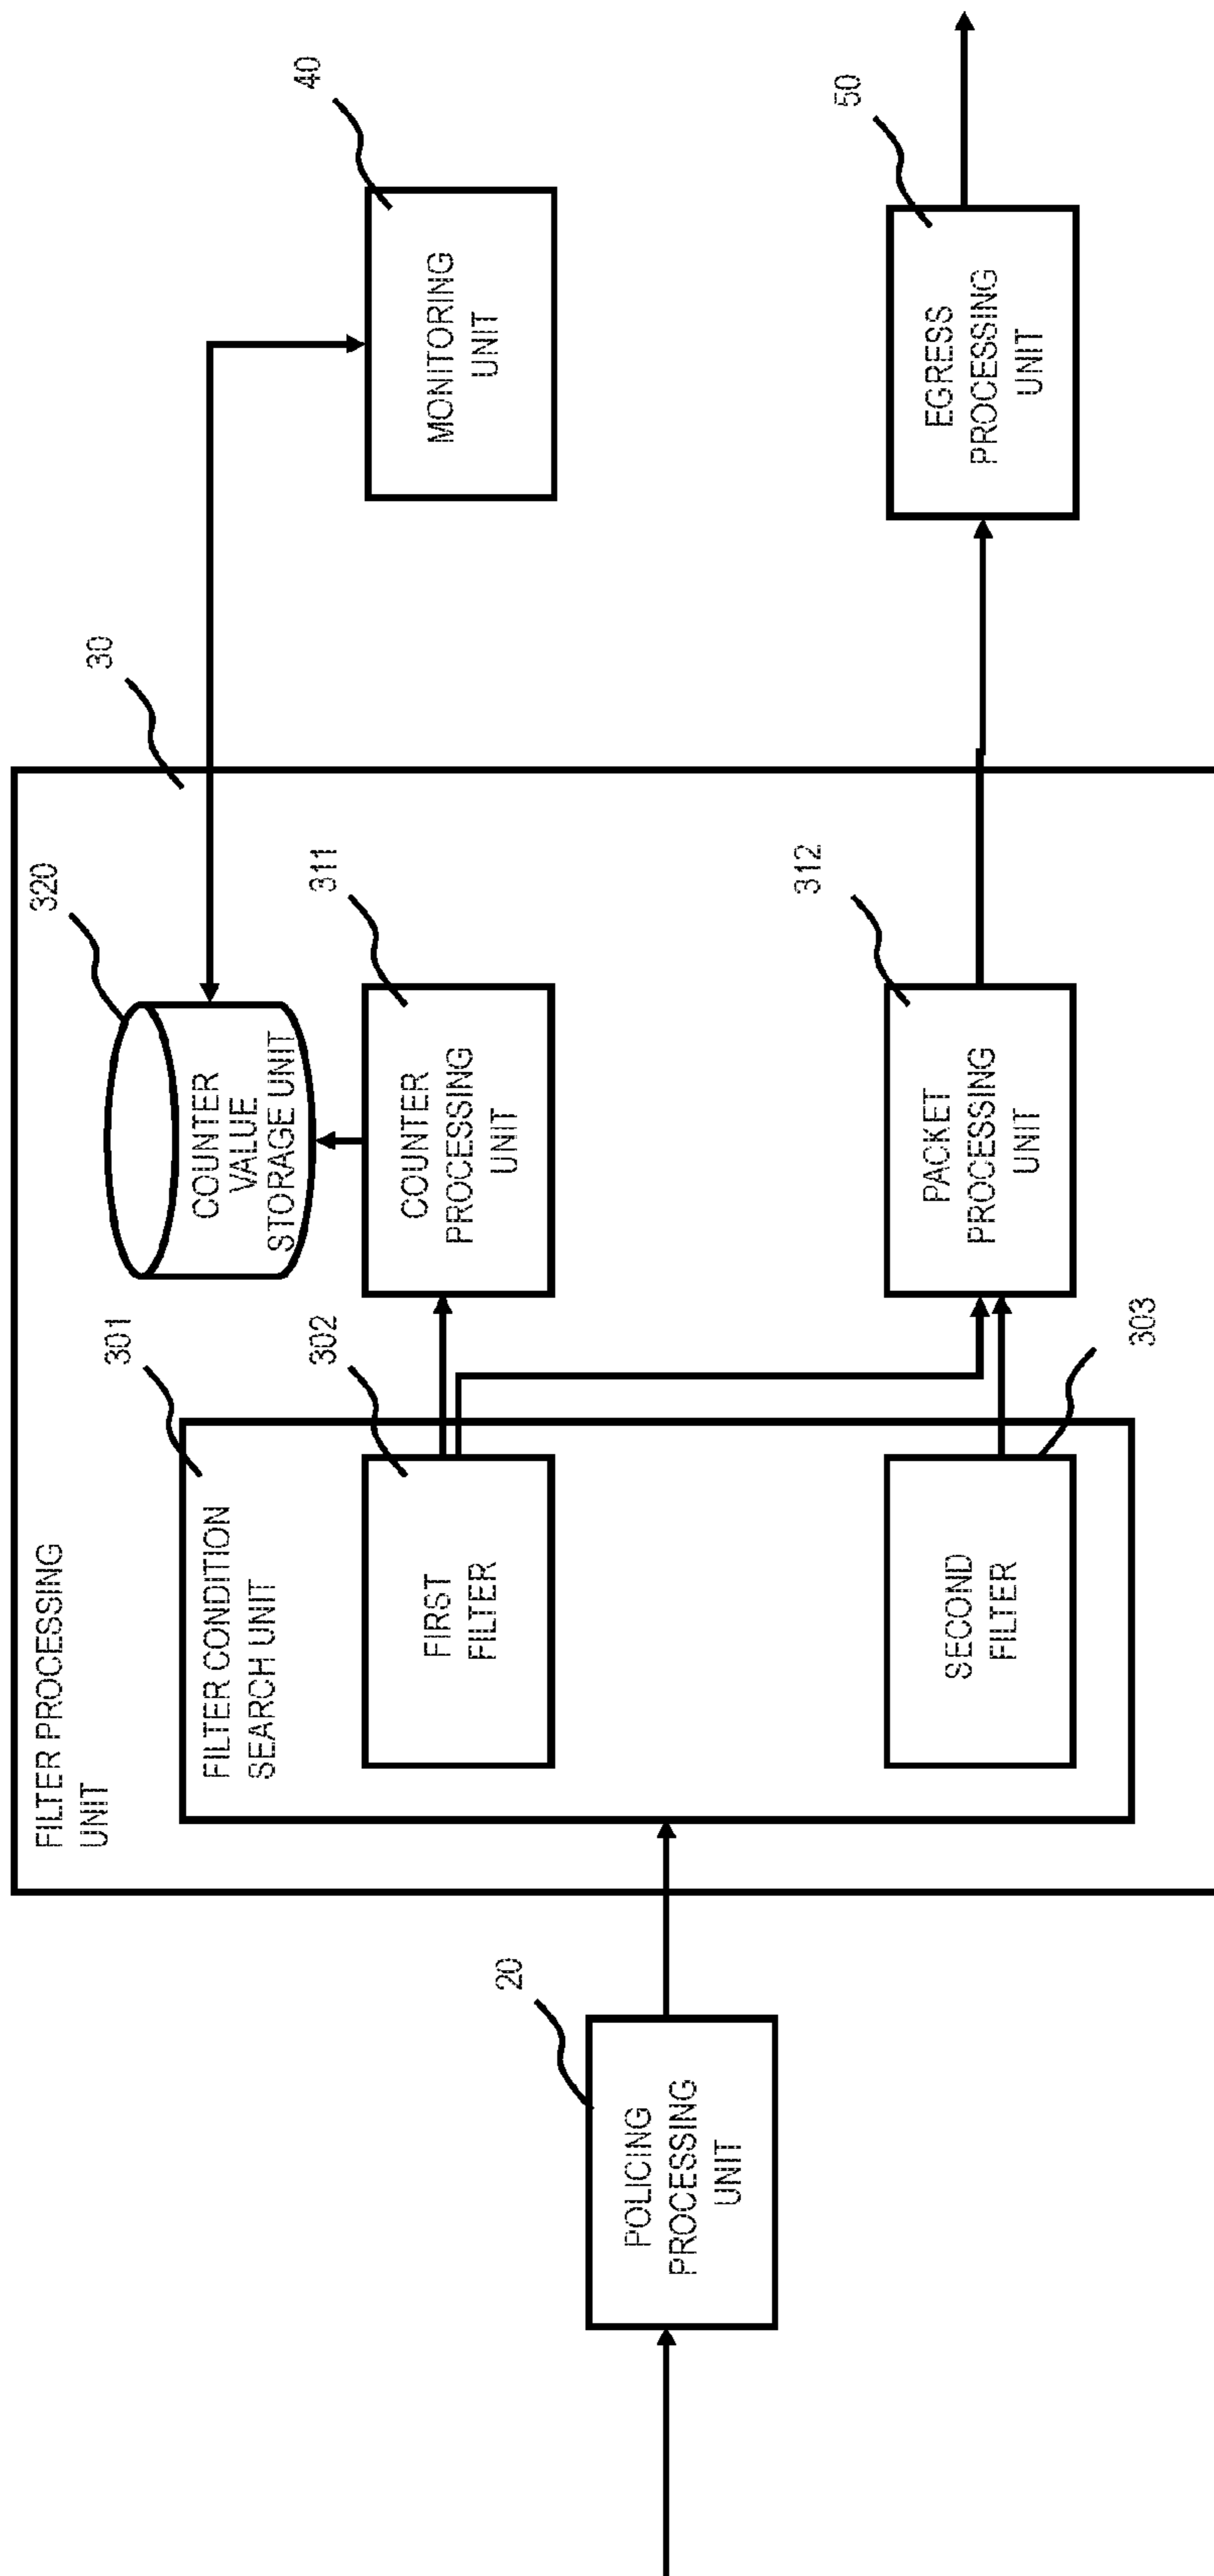 FILTER PROCESSING
UNIT
30
320
COUNTER
VALUE
STORAGE UNIT
40
MONITORING
UNIT
301
FILTER CONDITION
SEARCH UNIT
302
FIRST
FILTER
311
COUNTER
PROCESSING
UNIT
20
POLICING
PROCESSING
UNIT
SECOND
FILTER
303
312
PACKET
PROCESSING
UNIT
50
EGRESS
PROCESSING
UNIT